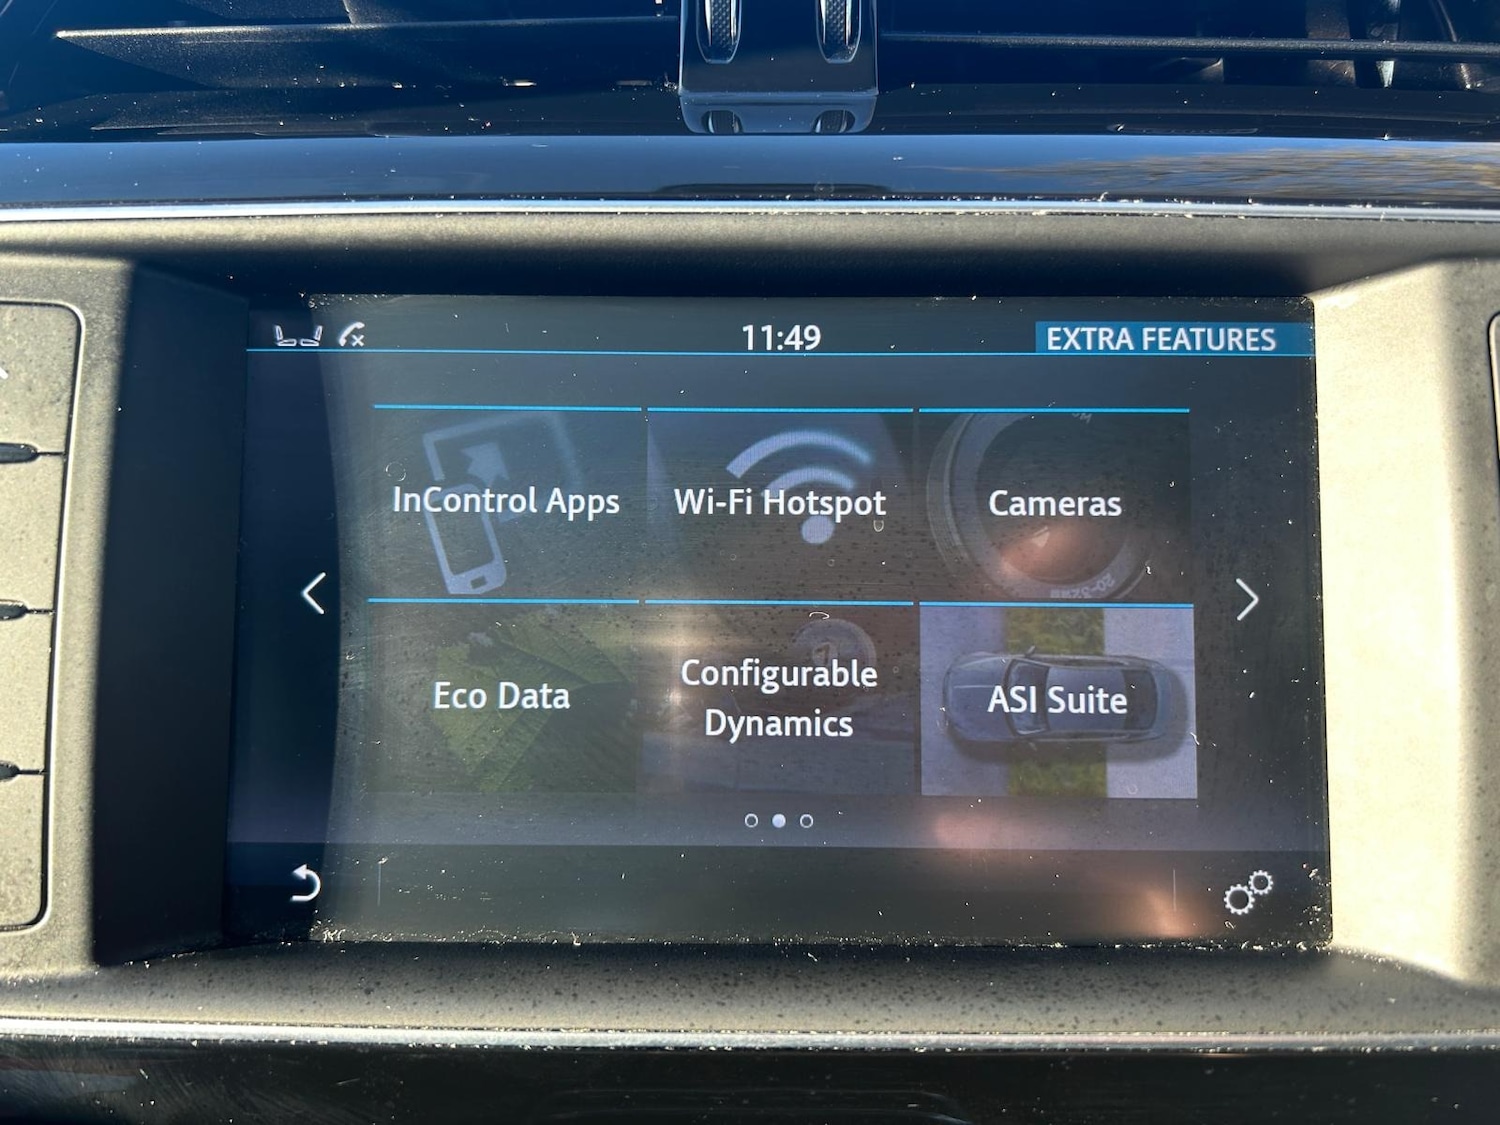 11:49
EXTRA FEATURES
InControl Apps
Wi-Fi Hotspot
Cameras
Eco Data
Configurable
Dynamics
ASI Suite